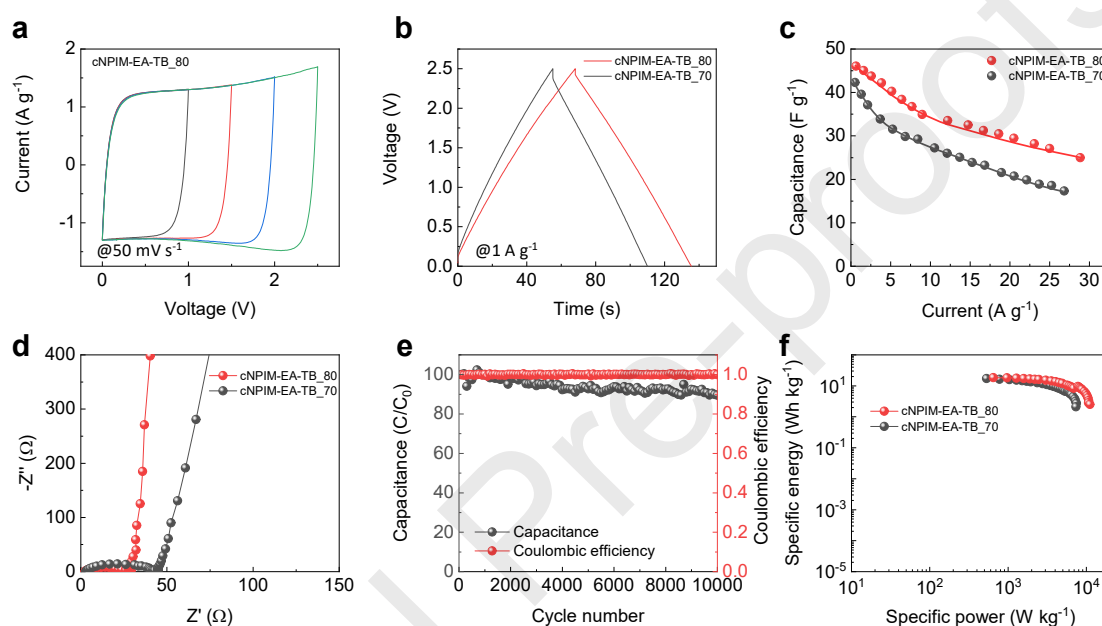 a
cNPIM-EA-TB_80
Current (A g⁻¹)
2
1
0
-1
@50 mV s⁻¹
0
1
2
Voltage (V)
b
cNPIM-EA-TB_80
cNPIM-EA-TB_70
Voltage (V)
2.5
2.0
1.5
1.0
0.5
0.0
@1 A g⁻¹
0
40
80
120
Time (s)
c
cNPIM-EA-TB_80
cNPIM-EA-TB_70
Capacitance (F g⁻¹)
50
40
30
20
10
0
0
5
10
15
20
25
30
Current (A g⁻¹)
d
cNPIM-EA-TB_80
cNPIM-EA-TB_70
-Z'' (Ω)
400
300
200
100
0
0
50
100
150
Z' (Ω)
e
Capacitance (C/C₀)
100
80
60
40
20
0
Capacitance
Coulombic efficiency
1.0
0.8
0.6
0.4
0.2
0.0
Coulombic efficiency
0
2000
4000
6000
8000
10000
Cycle number
f
cNPIM-EA-TB_80
cNPIM-EA-TB_70
Specific energy (Wh kg⁻¹)
10¹
10⁻¹
10⁻³
10⁻⁵
10¹
10²
10³
10⁴
Specific power (W kg⁻¹)
Pre-proofs